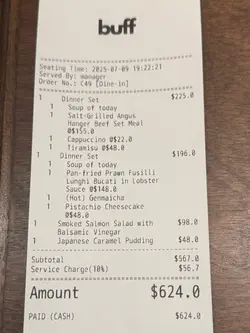 buff
Seating Time: 2025-07-09 19:22:21
Served By: manager
Order No.: C49 [Dine-in]
1 Dinner Set $225.0
1 Soup of today
1 Salt-Grilled Angus
Hanger Beef Set Meal
@$155.0
1 Cappuccino @$22.0
1 Tiramisu @$48.0
1 Dinner Set $196.0
1 Soup of today
1 Pan-fried Prawn Fusilli
Lunghi Bucati in Lobster
Sauce @$148.0
1 (Hot) Genmaicha
1 Pistachio Cheesecake
@$48.0
1 Smoked Salmon Salad with $98.0
Balsamic Vinegar
1 Japanese Caramel Pudding $48.0
Subtotal $567.0
Service Charge(10%) $56.7
Amount $624.0
PAID (CASH) $624.0